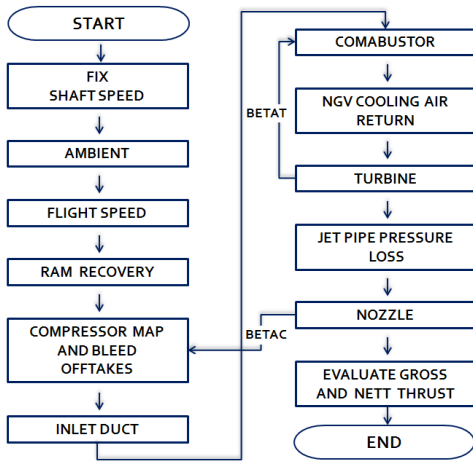 START
FIX
SHAFT SPEED
AMBIENT
FLIGHT SPEED
RAM RECOVERY
COMPRESSOR MAP
AND BLEED
OFFTAKES
INLET DUCT
COMABUSTOR
BETAT
NGV COOLING AIR
RETURN
TURBINE
JET PIPE PRESSURE
LOSS
NOZZLE
BETAC
EVALUATE GROSS
AND NETT THRUST
END